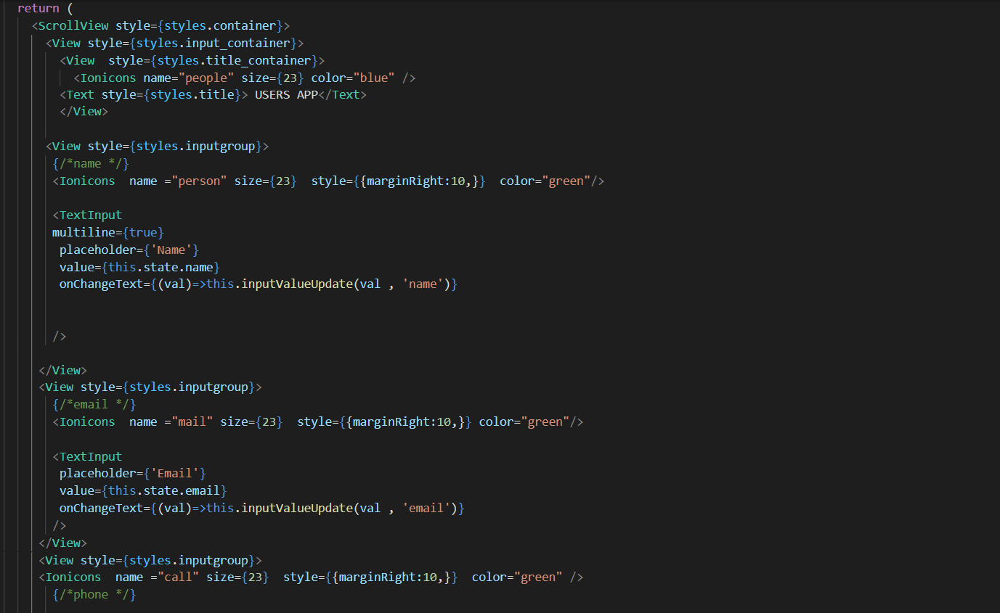 return (
<ScrollView style={styles.container}>
<View style={styles.input_container}>
<View  style={styles.title_container}>
<Ionicons name="people" size={23} color="blue" />
<Text style={styles.title}> USERS APP</Text>
</View>
<View style={styles.inputgroup}>
{/*name */}
<Ionicons  name ="person" size={23}  style={{marginRight:10,}}  color="green"/>
<TextInput
multiline={true}
placeholder={'Name'}
value={this.state.name}
onChangeText={(val)=>this.inputValueUpdate(val , 'name')}
/>
</View>
<View style={styles.inputgroup}>
{/*email */}
<Ionicons  name ="mail" size={23}  style={{marginRight:10,}} color="green"/>
<TextInput
placeholder={'Email'}
value={this.state.email}
onChangeText={(val)=>this.inputValueUpdate(val , 'email')}
/>
</View>
<View style={styles.inputgroup}>
<Ionicons  name ="call" size={23}  style={{marginRight:10,}}  color="green" />
{/*phone */}